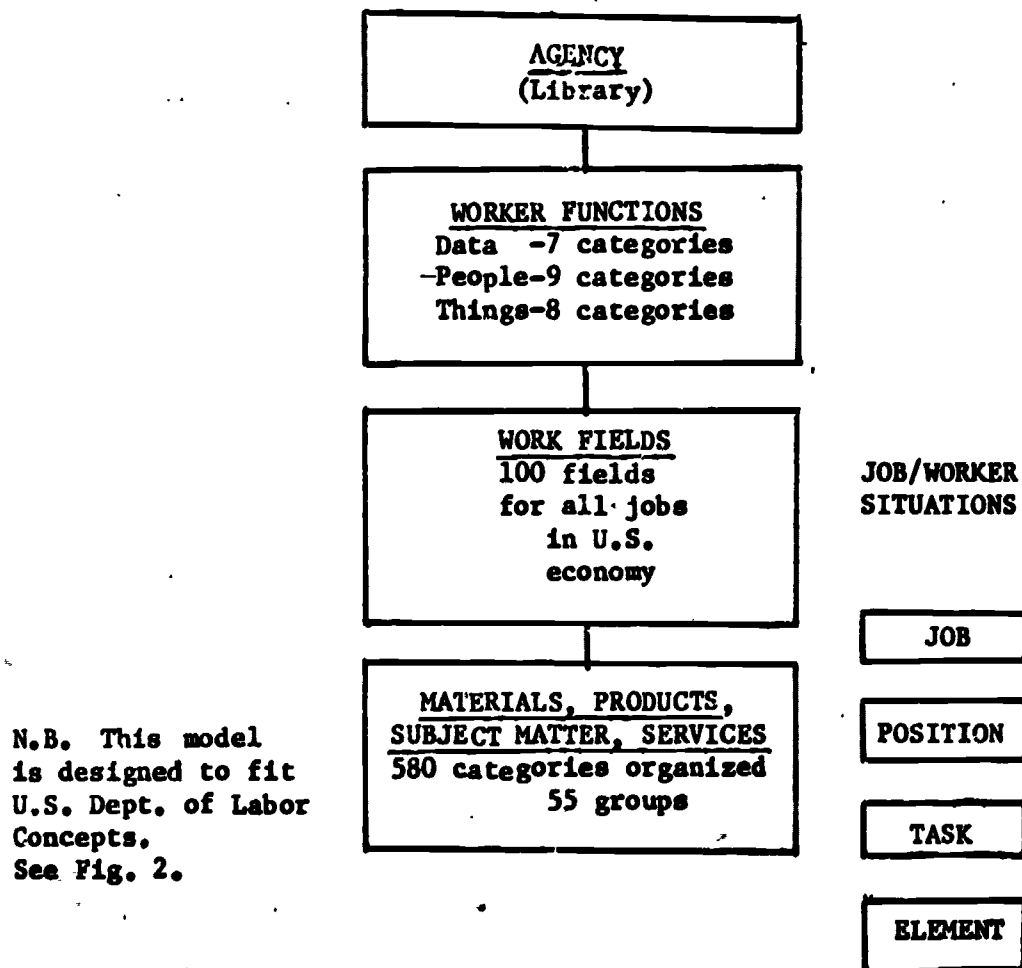 AGENCY
(Library)
WORKER FUNCTIONS
Data -7 categories
-People-9 categories
Things-8 categories
WORK FIELDS
100 fields
for all jobs
in U.S.
economy
MATERIALS, PRODUCTS,
SUBJECT MATTER, SERVICES
580 categories organized
55 groups
N.B. This model
is designed to fit
U.S. Dept. of Labor
Concepts.
See Fig. 2.
JOB/WORKER
SITUATIONS
JOB
POSITION
TASK
ELEMENT